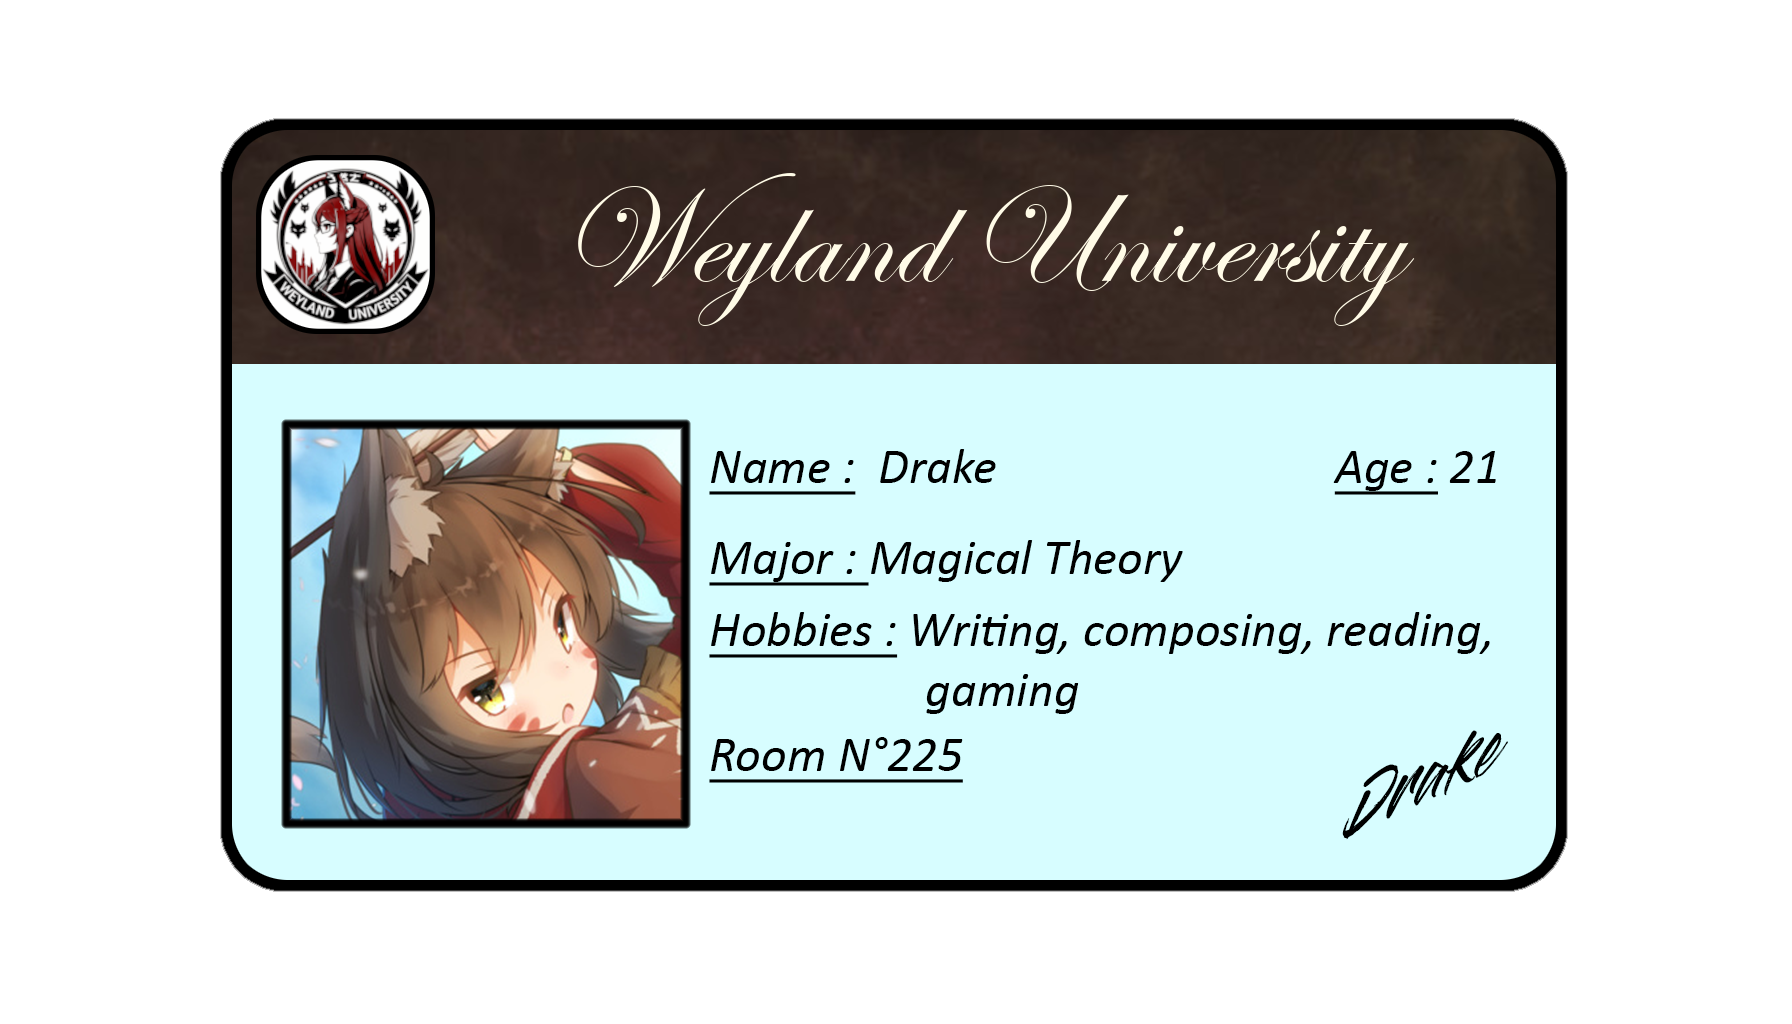 Weyland University
WEYLAND UNIVERSITY
Name : Drake
Age : 21
Major : Magical Theory
Hobbies : Writing, composing, reading,
gaming
Room N°225
Drake